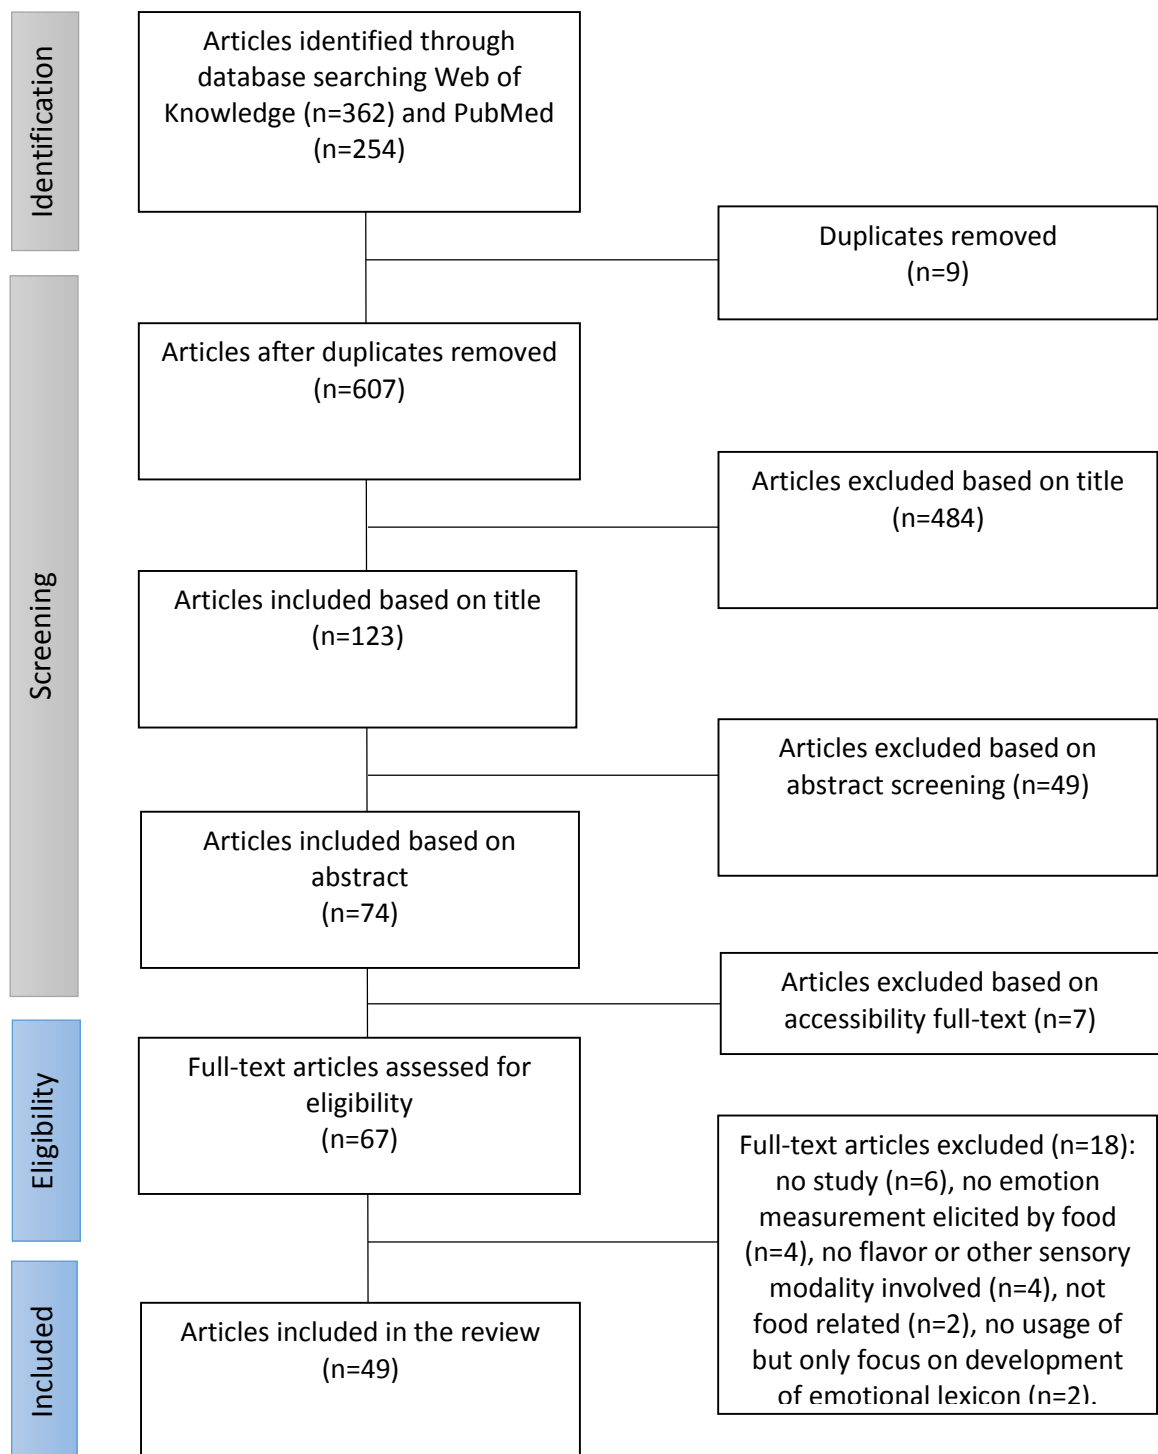 Identification
Articles identified through
database searching Web of
Knowledge (n=362) and PubMed
(n=254)
Duplicates removed
(n=9)
Screening
Articles after duplicates removed
(n=607)
Articles excluded based on title
(n=484)
Articles included based on title
(n=123)
Articles excluded based on
abstract screening (n=49)
Articles included based on
abstract
(n=74)
Articles excluded based on
accessibility full-text (n=7)
Eligibility
Full-text articles assessed for
eligibility
(n=67)
Full-text articles excluded (n=18):
no study (n=6), no emotion
measurement elicited by food
(n=4), no flavor or other sensory
modality involved (n=4), not
food related (n=2), no usage of
but only focus on development
of emotional lexicon (n=2).
Included
Articles included in the review
(n=49)